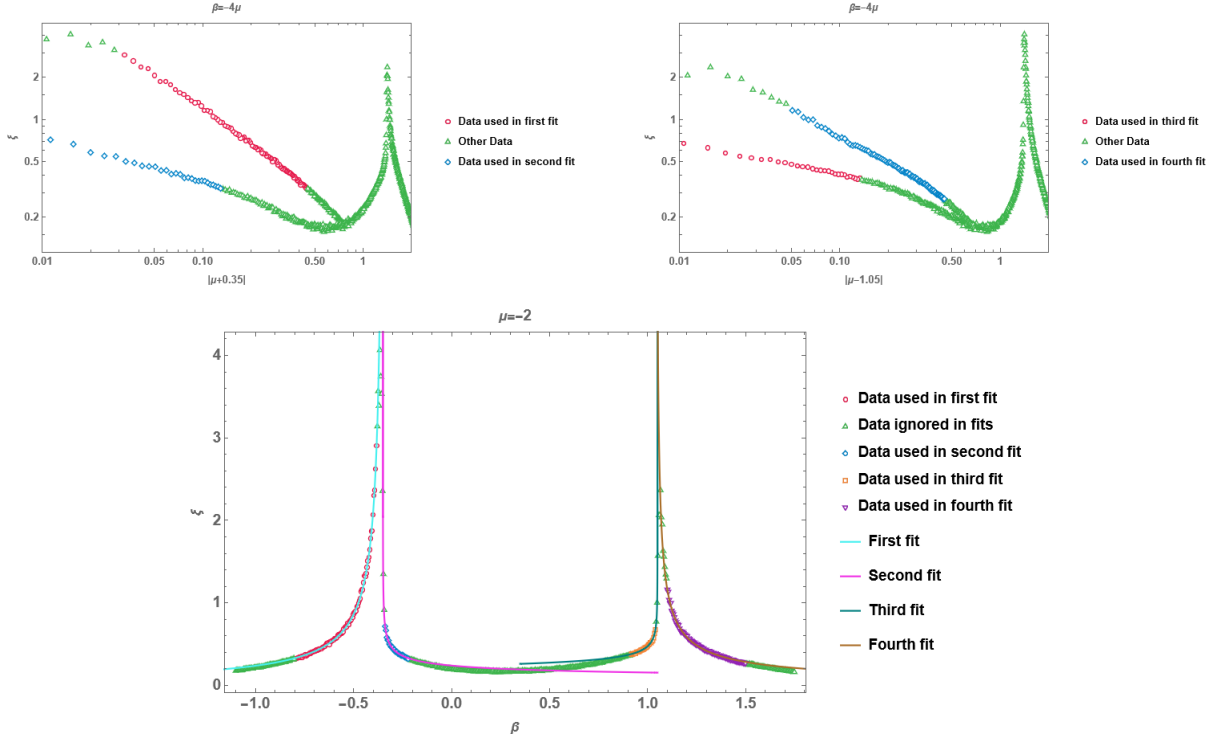 β=−4μ
ξ
2
1
0.5
0.2
0.01
0.05
0.10
0.50
1
|μ+0.35|
Data used in first fit
Other Data
Data used in second fit
β=−4μ
ξ
2
1
0.5
0.2
0.01
0.05
0.10
0.50
1
|μ−1.05|
Data used in third fit
Other Data
Data used in fourth fit
μ=−2
ξ
4
3
2
1
0
−1.0
−0.5
0.0
0.5
1.0
1.5
β
Data used in first fit
Data ignored in fits
Data used in second fit
Data used in third fit
Data used in fourth fit
First fit
Second fit
Third fit
Fourth fit